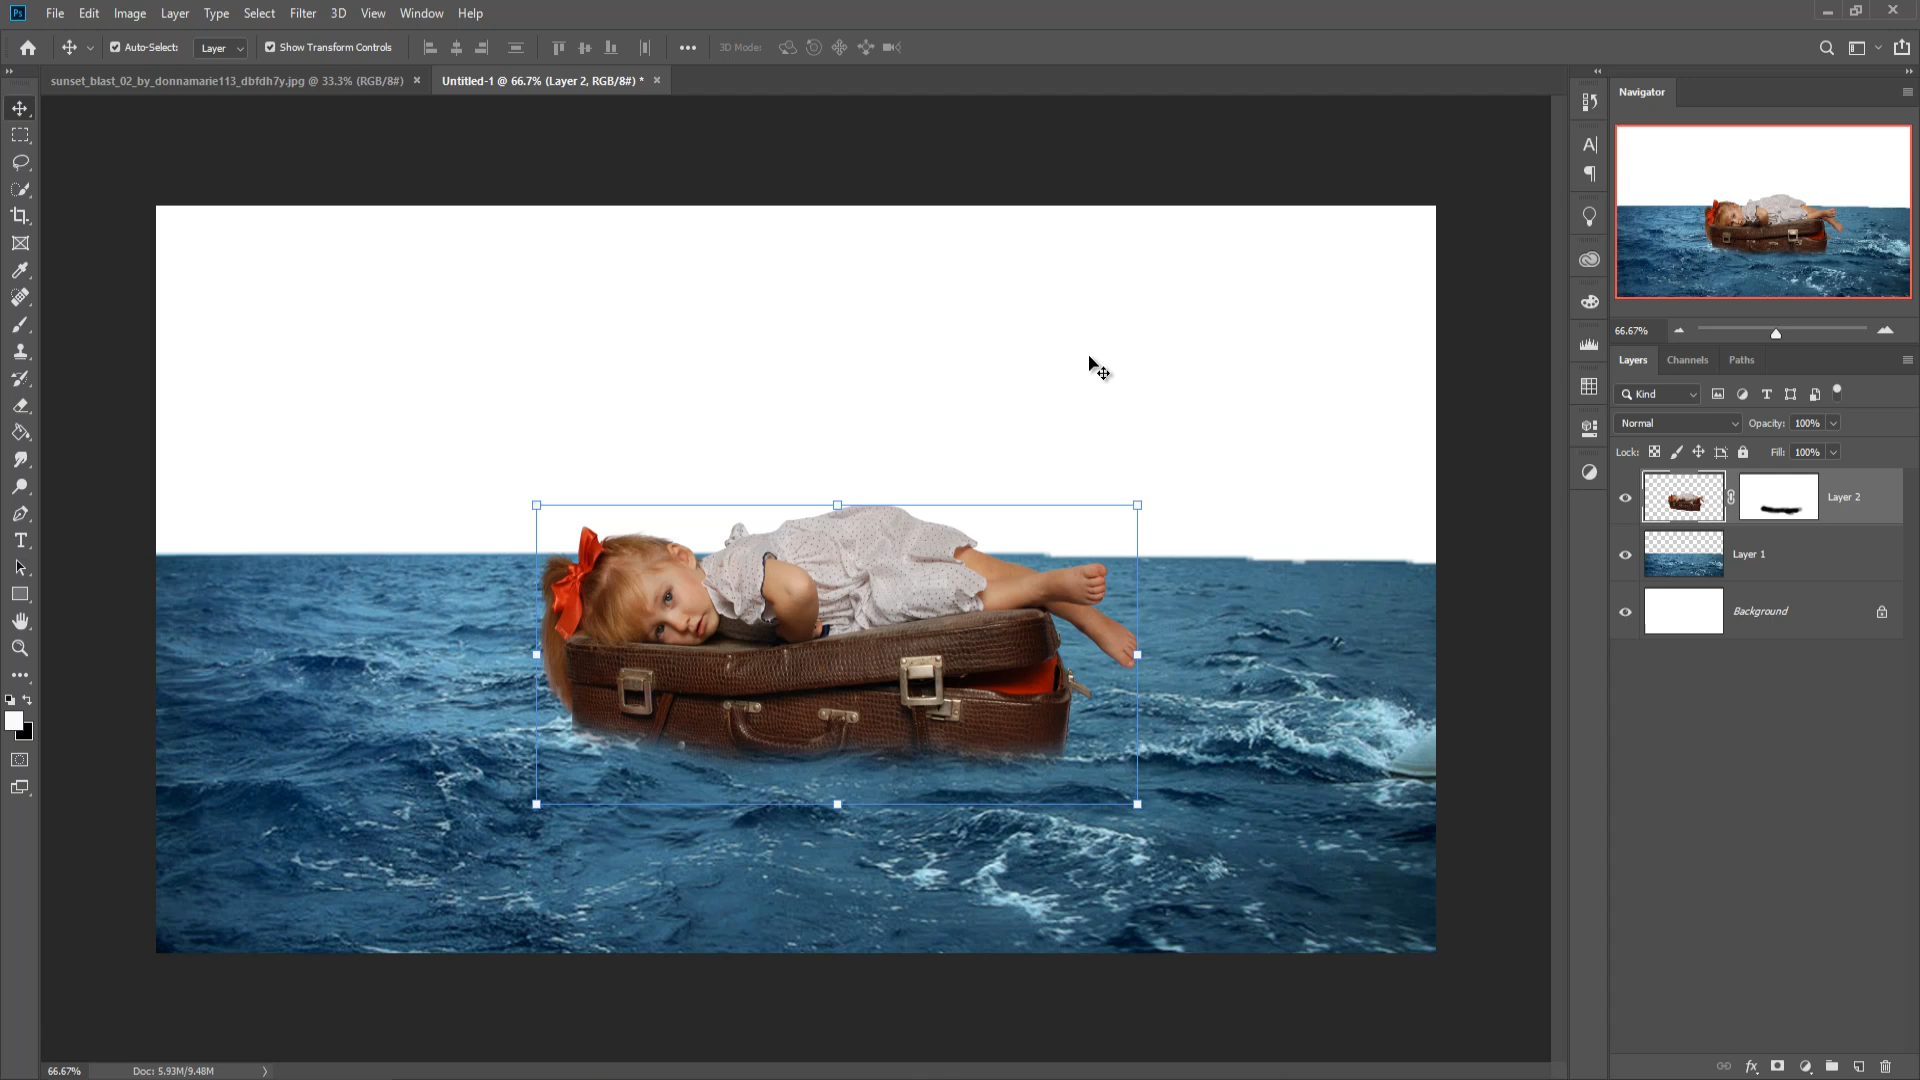 Ps File Edit Image Layer Type Select Filter 3D View Window Help
Auto-Select: Layer Show Transform Controls 3D Mode:
sunset_blast_02_by_donnamarie113_dbfdh7y.jpg @ 33.3% (RGB/8#) Untitled-1 @ 66.7% (Layer 2, RGB/8#) *
Navigator
66.67%
Layers Channels Paths
Kind
Normal Opacity: 100%
Lock: Fill: 100%
Layer 2
Layer 1
Background
66.67% Doc: 5.93M/9.48M